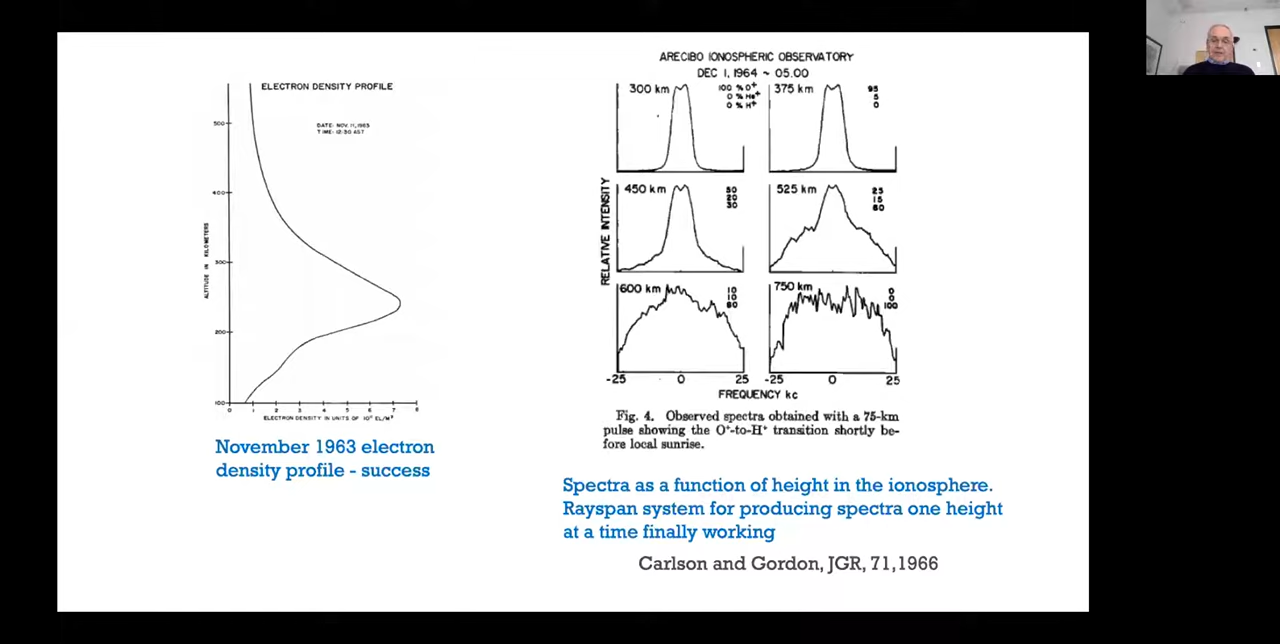 ELECTRON DENSITY PROFILE
DATE: NOV. 11, 1963
TIME: 12:30 AST
500
400
300
200
100
ALTITUDE IN KILOMETERS
0 1 2 3 4 5 6 7 8
ELECTRON DENSITY IN UNITS OF
November 1963 electron
density profile - success
ARECIBO IONOSPHERIC OBSERVATORY
DEC 1, 1964 ~ 05.00
300 km
100 % O⁺
0 % He⁺
0 % H⁺
375 km
95
5
0
450 km
50
20
30
525 km
25
15
60
600 km
10
10
80
750 km
0
0
100
RELATIVE INTENSITY
-25 0 25 -25 0 25
FREQUENCY kc
Fig. 4. Observed spectra obtained with a 75-km
pulse showing the O⁺-to-H⁺ transition shortly be-
fore local sunrise.
Spectra as a function of height in the ionosphere.
Rayspan system for producing spectra one height
at a time finally working
Carlson and Gordon, JGR, 71,1966